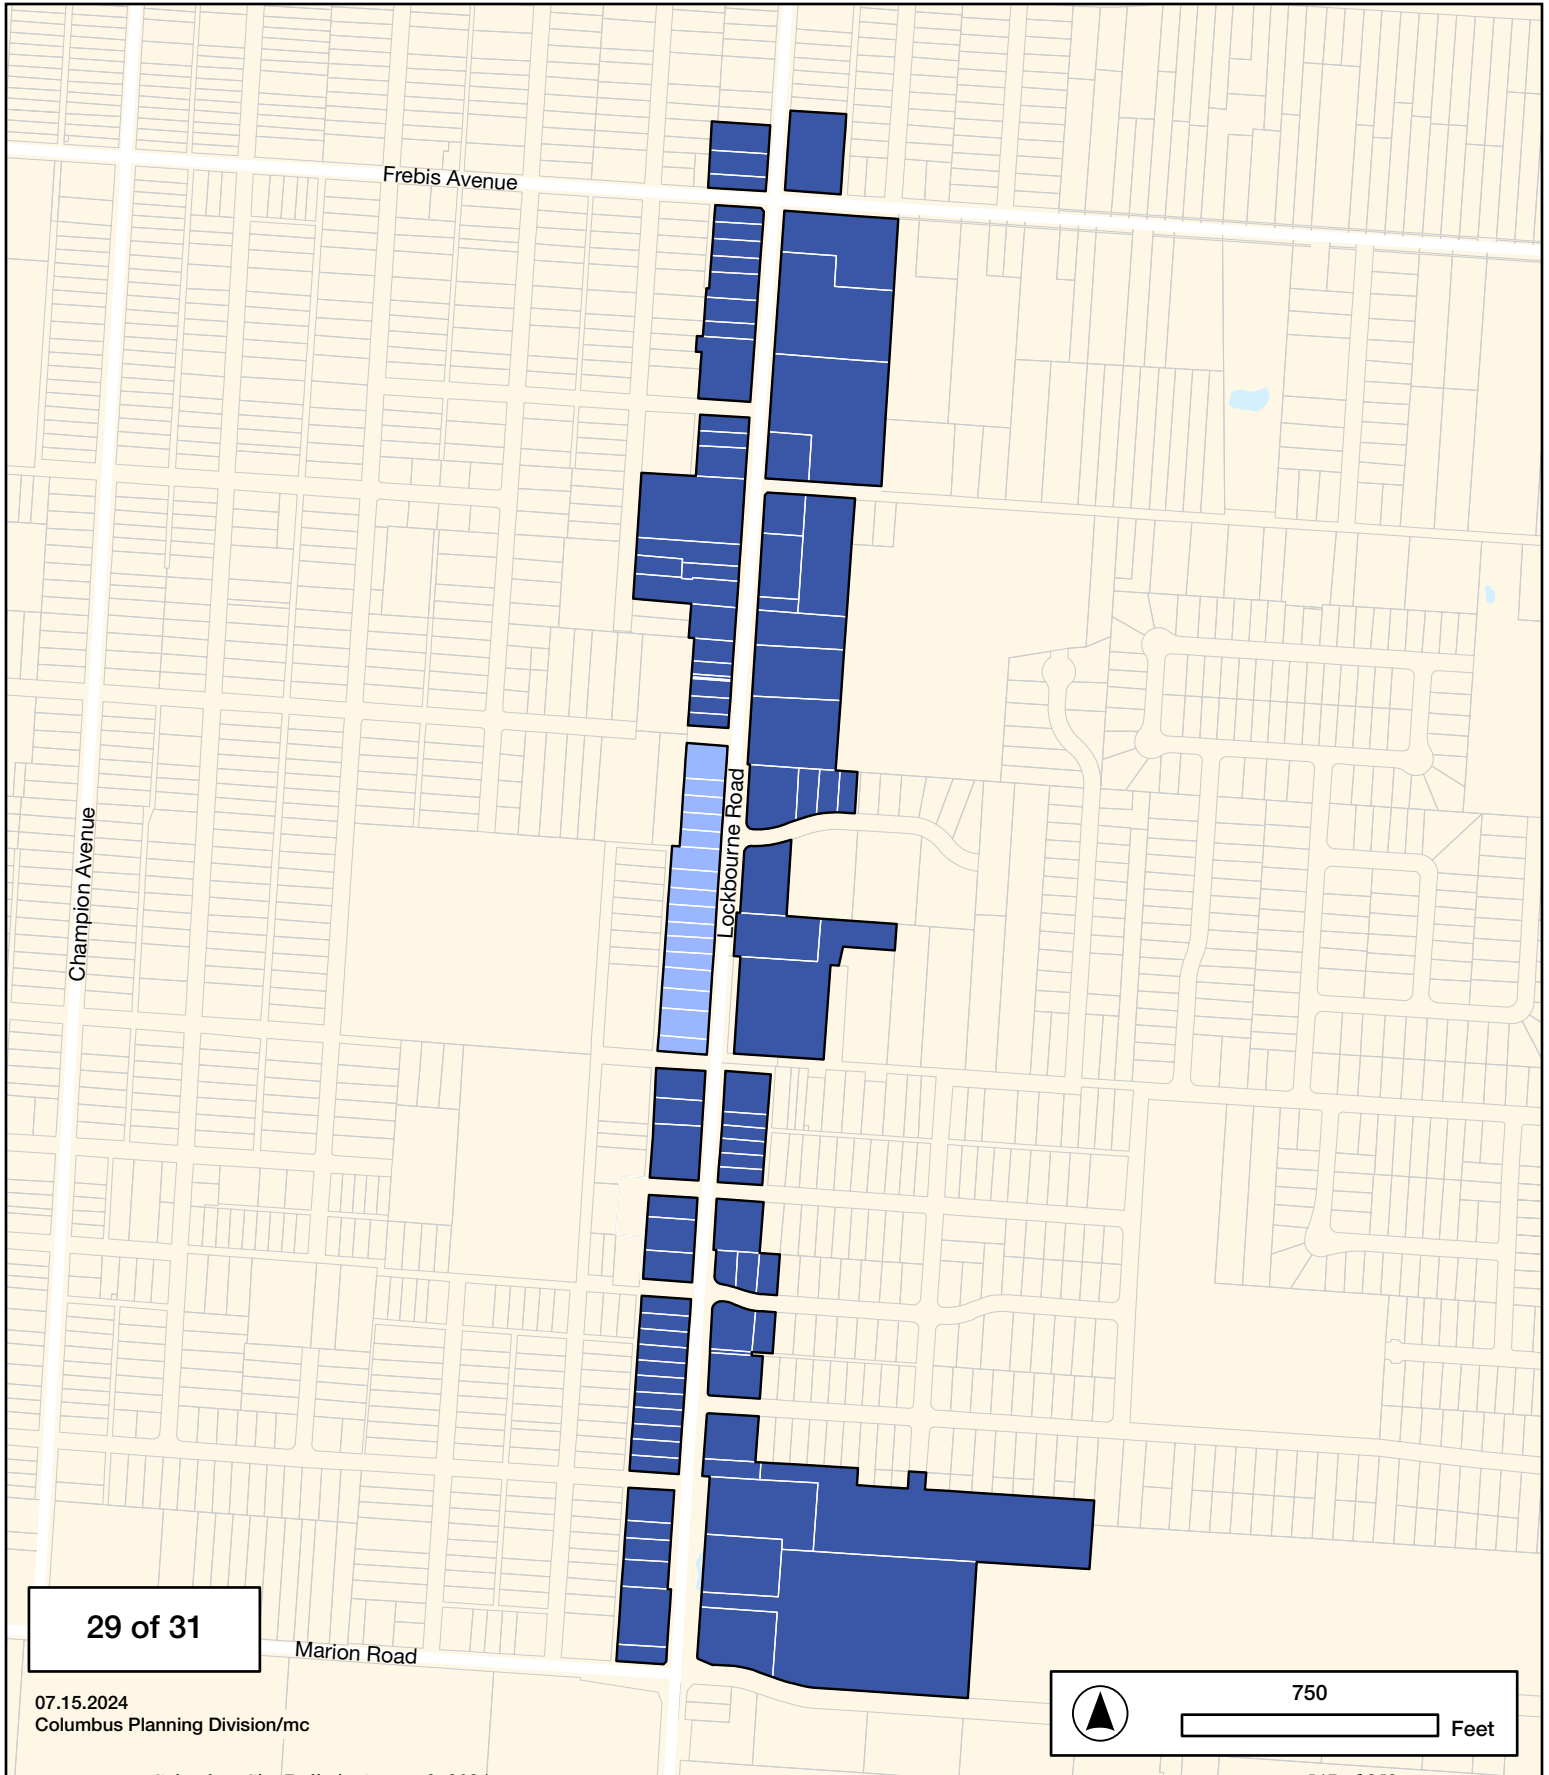 Frebis Avenue
Lockbourne Road
Champion Avenue
29 of 31
Marion Road
07.15.2024
Columbus Planning Division/mc
750
Feet